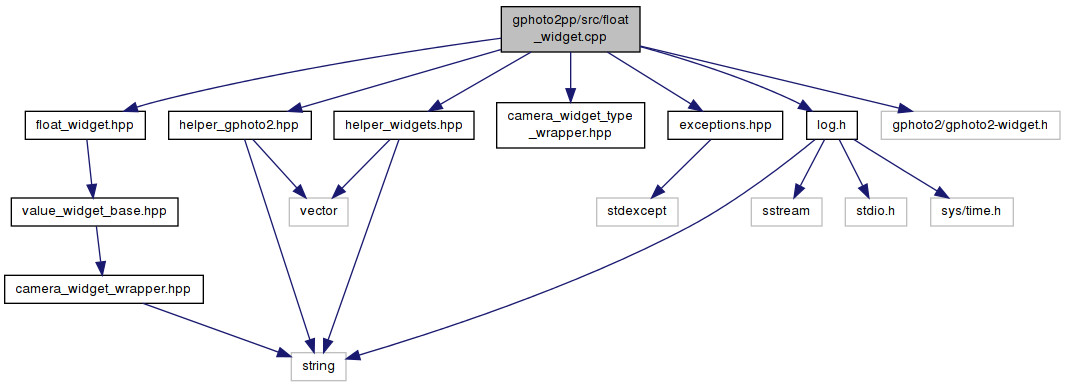 gphoto2pp/src/float
_widget.cpp
float_widget.hpp
helper_gphoto2.hpp
helper_widgets.hpp
camera_widget_type
_wrapper.hpp
exceptions.hpp
log.h
gphoto2/gphoto2-widget.h
value_widget_base.hpp
vector
stdexcept
sstream
stdio.h
sys/time.h
camera_widget_wrapper.hpp
string